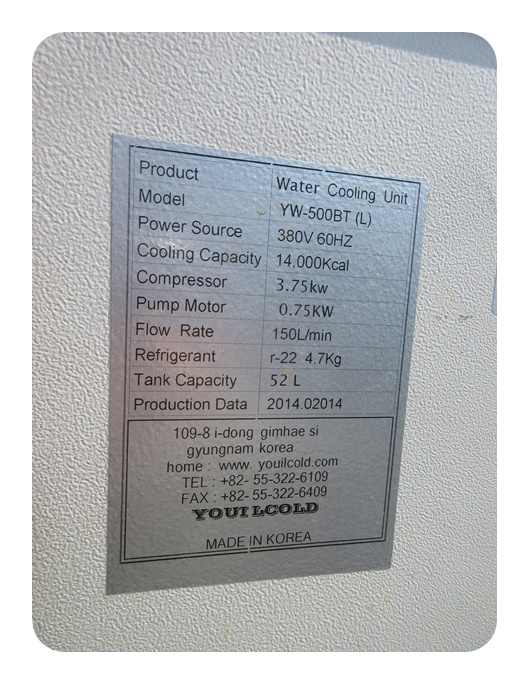 Product Water Cooling Unit
Model YW-500BT (L)
Power Source 380V 60HZ
Cooling Capacity 14,000Kcal
Compressor 3.75kw
Pump Motor 0.75KW
Flow Rate 150L/min
Refrigerant r-22 4.7Kg
Tank Capacity 52 L
Production Data 2014.02014
109-8 i-dong gimhae si
gyungnam korea
home : www. youilcold.com
TEL : +82- 55-322-6109
FAX : +82- 55-322-6409
YOUILCOLD
MADE IN KOREA